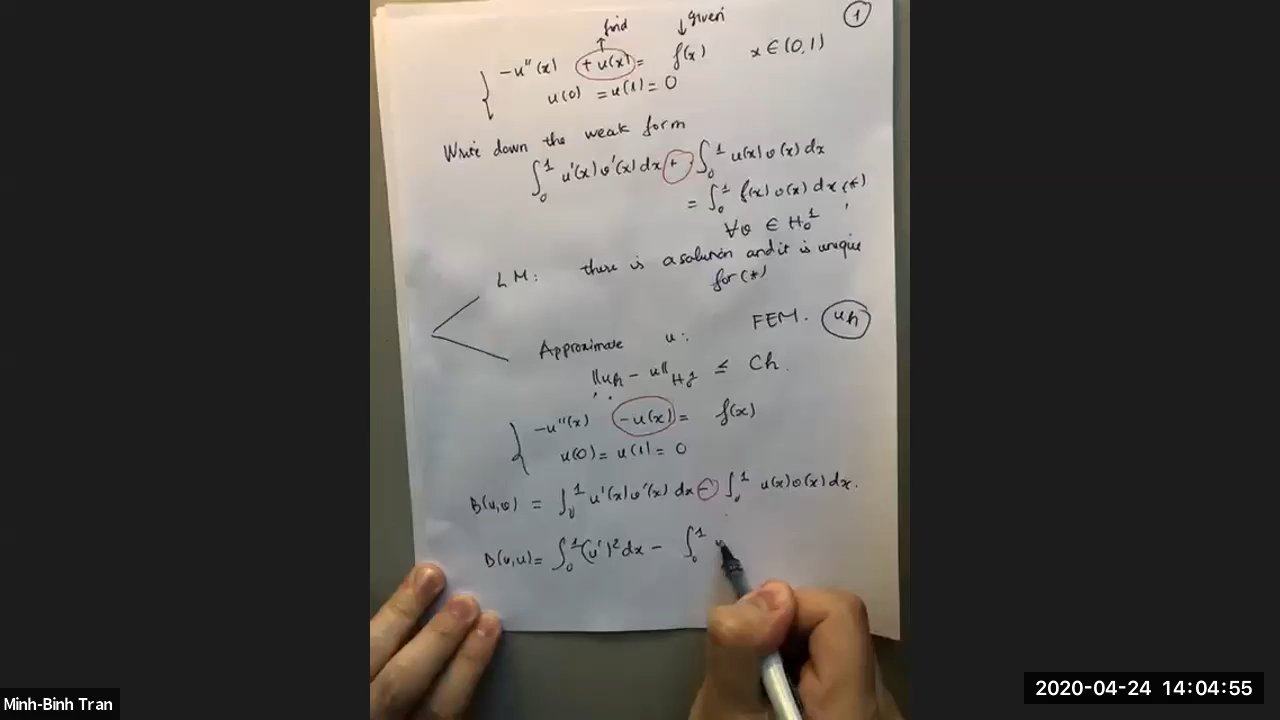 find
given
①
{ -u''(x) + u(x) = f(x) x ∈ (0,1)
u(0) = u(1) = 0
Write down the weak form
∫₀¹ u'(x) v'(x) dx + ∫₀¹ u(x) v(x) dx
= ∫₀¹ f(x) v(x) dx (*)
∀v ∈ H₀¹
LM: there is a solution and it is unique
for (*)
Approximate u: FEM. uh
||uh - u||H₀¹ ≤ Ch.
{ -u''(x) - u(x) = f(x)
u(0) = u(1) = 0
B(u,v) = ∫₀¹ u'(x) v'(x) dx - ∫₀¹ u(x) v(x) dx.
B(u,u) = ∫₀¹ (u')² dx - ∫₀¹ u
Minh-Binh Tran
2020-04-24 14:04:55